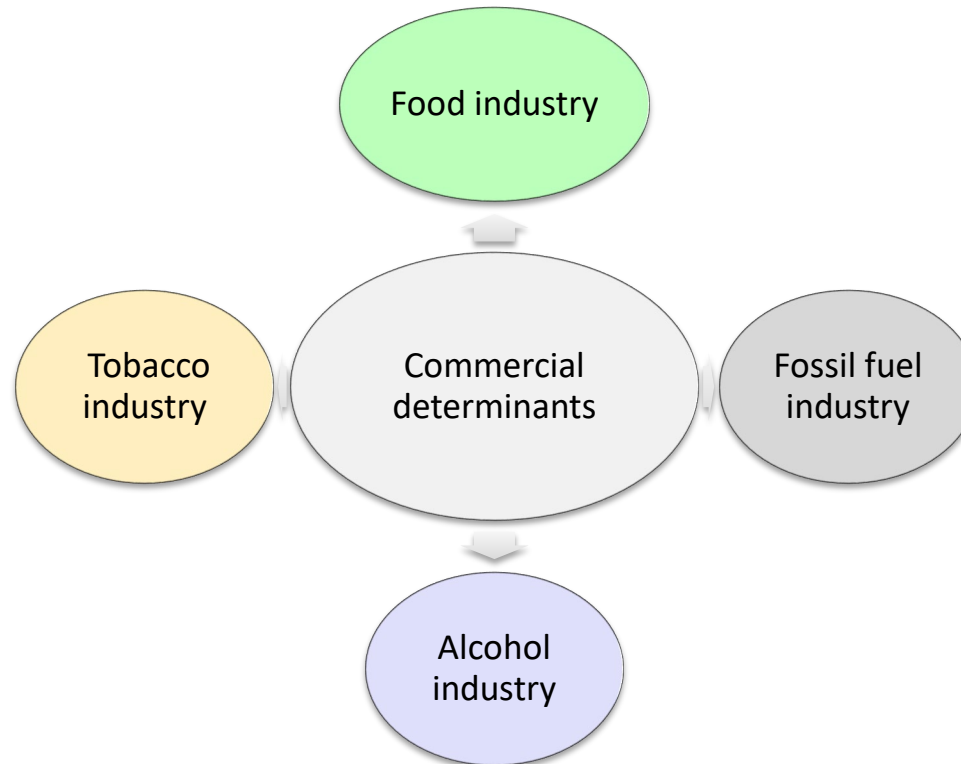 Food industry
Tobacco
industry
Commercial
determinants
Fossil fuel
industry
Alcohol
industry